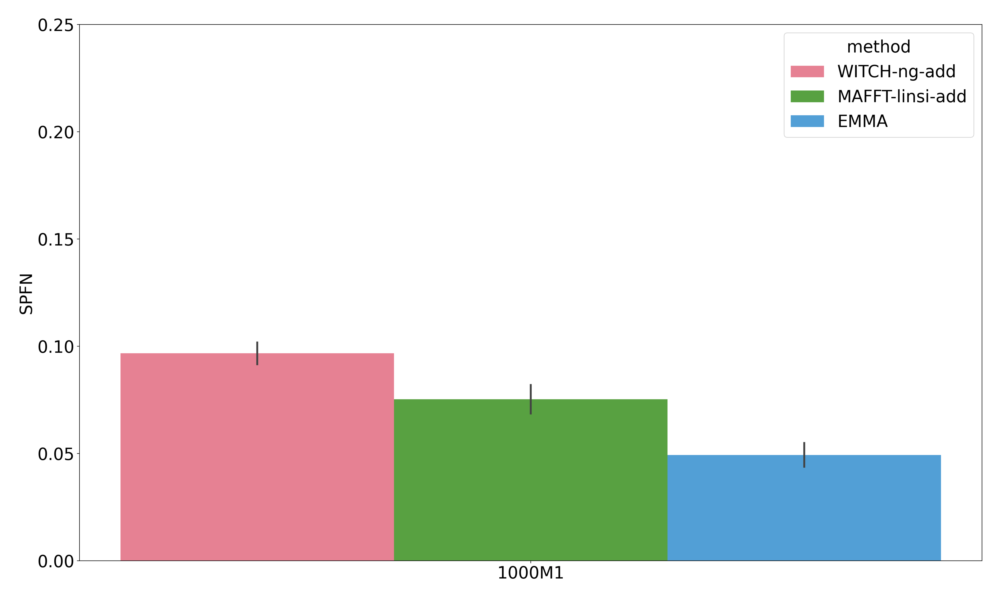 0.25
0.20
0.15
0.10
0.05
0.00
SPFN
1000M1
method
WITCH-ng-add
MAFFT-linsi-add
EMMA